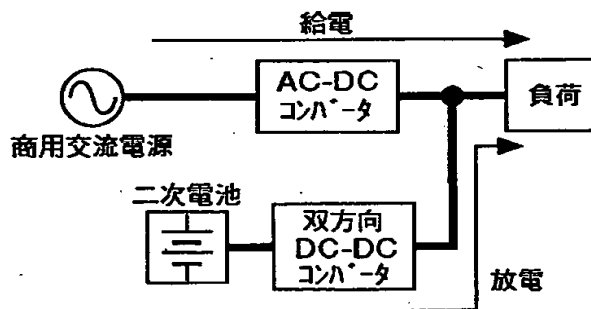 給電
AC-DC
コンバータ
負荷
商用交流電源
二次電池
双方向
DC-DC
コンバータ
放電